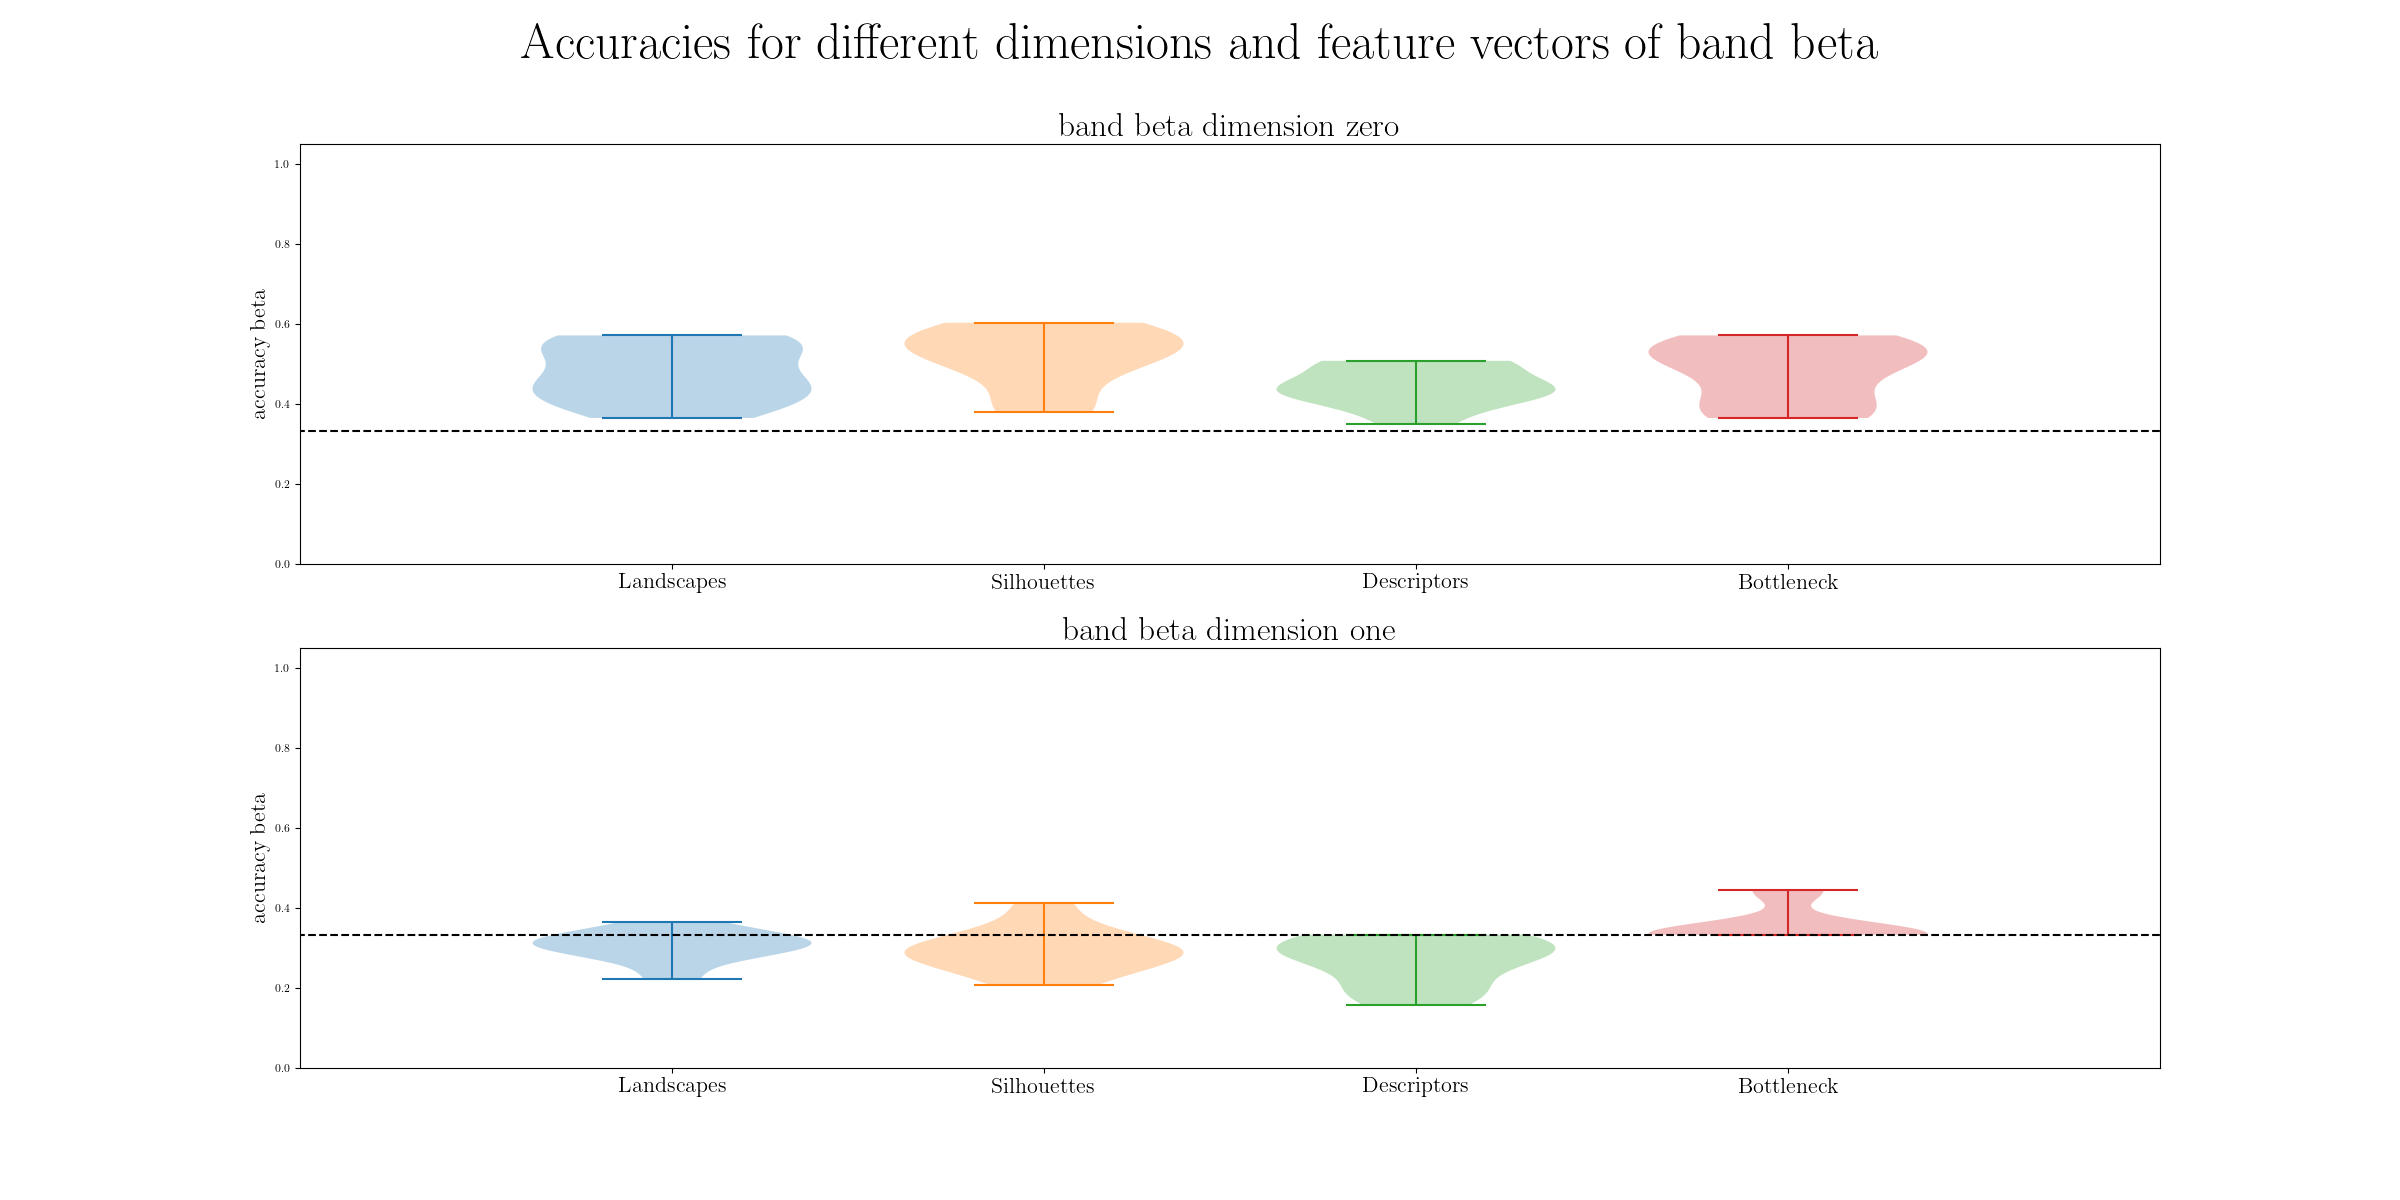 Accuracies for different dimensions and feature vectors of band beta
band beta dimension zero
1.0
0.8
0.6
0.4
0.2
0.0
accuracy beta
Landscapes Silhouettes Descriptors Bottleneck
band beta dimension one
1.0
0.8
0.6
0.4
0.2
0.0
accuracy beta
Landscapes Silhouettes Descriptors Bottleneck